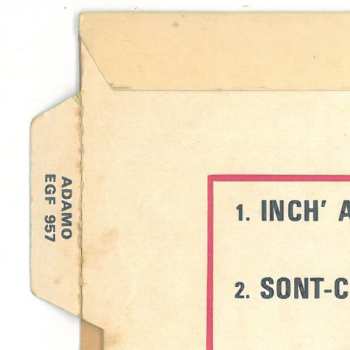 ADAMO
EGF 957
1. INCH' A
2. SONT-C